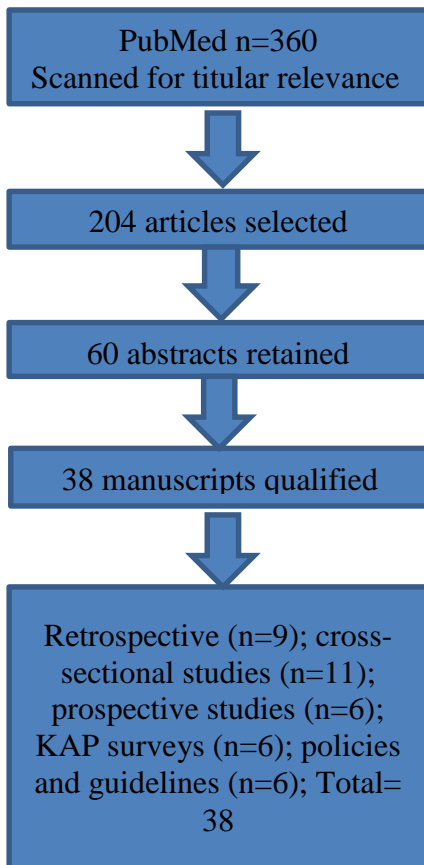 PubMed n=360
Scanned for titular relevance
204 articles selected
60 abstracts retained
38 manuscripts qualified
Retrospective (n=9); cross-
sectional studies (n=11);
prospective studies (n=6);
KAP surveys (n=6); policies
and guidelines (n=6); Total=
38